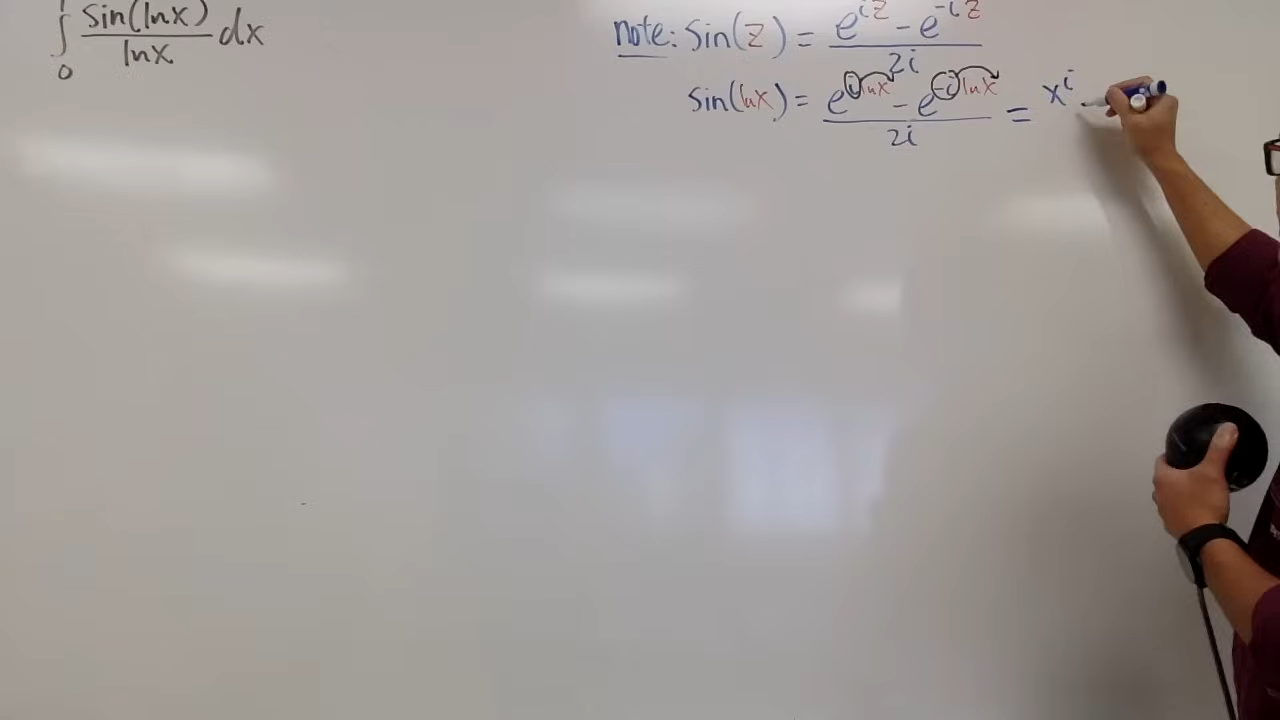 ∫₀¹ sin(lnx)/lnx dx
note: sin(z) = (e^{iz} - e^{-iz})/2i
sin(lnx) = (e^{i lnx} - e^{-i lnx})/2i = x^i